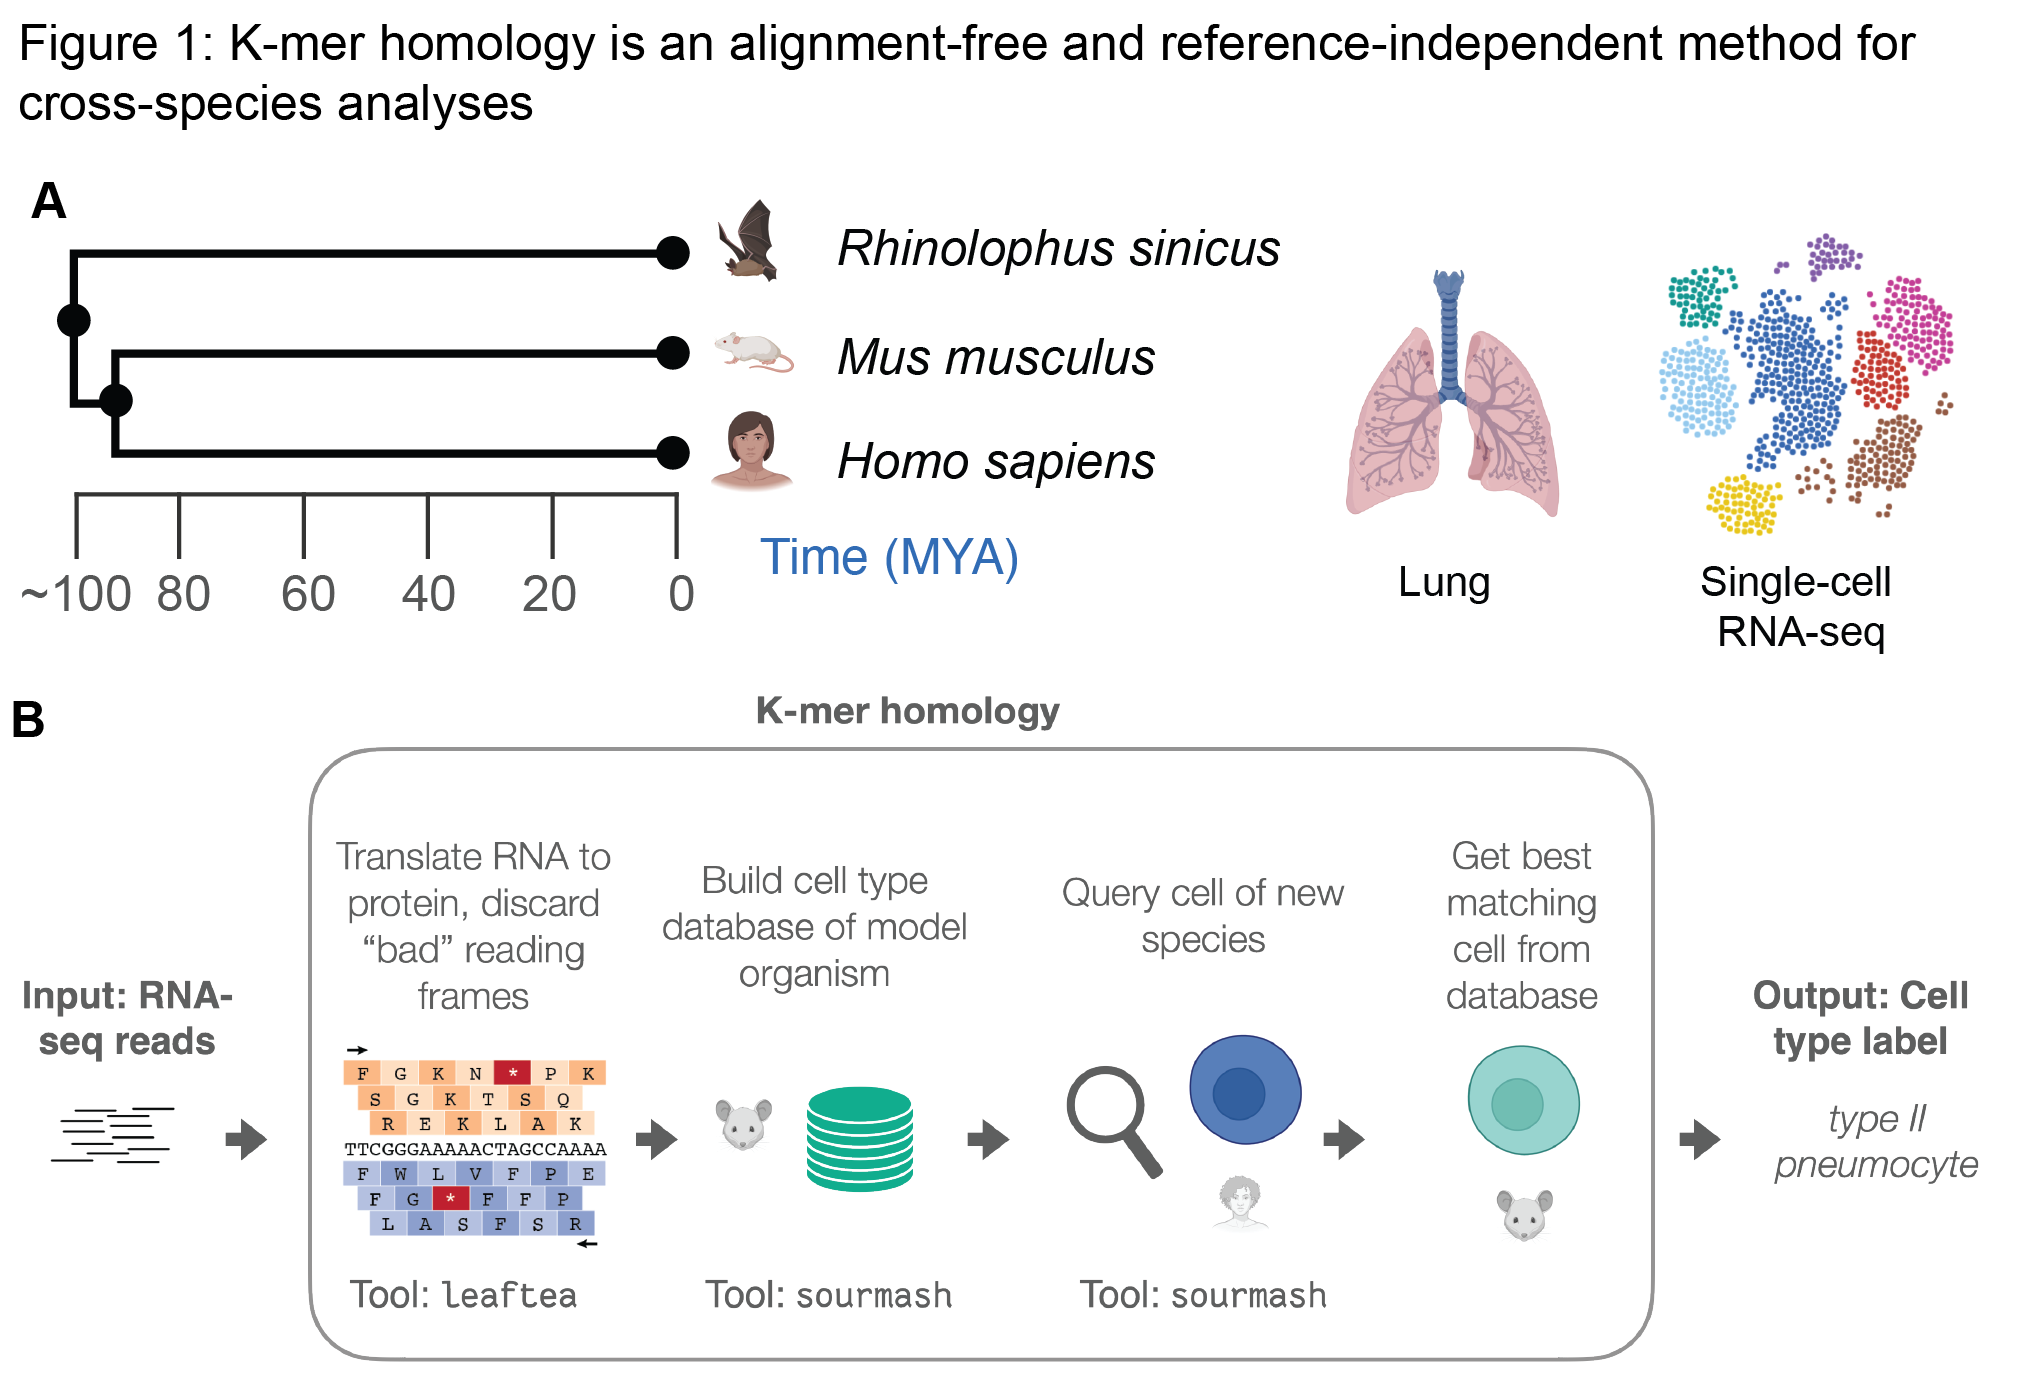 Figure 1: K-mer homology is an alignment-free and reference-independent method for
cross-species analyses
A
Rhinolophus sinicus
Mus musculus
Homo sapiens
Time (MYA)
~100 80 60 40 20 0
Lung
Single-cell
RNA-seq
B
K-mer homology
Input: RNA-
seq reads
Translate RNA to
protein, discard
“bad” reading
frames
F G K N * P K
S G K T S Q
R E K L A K
TTCGGGAAAAACTAGCCAAAA
F W L V F P E
F G * F F P
L A S F S R
Tool: leaftea
Build cell type
database of model
organism
Tool: sourmash
Query cell of new
species
Tool: sourmash
Get best
matching
cell from
database
Output: Cell
type label
type II
pneumocyte